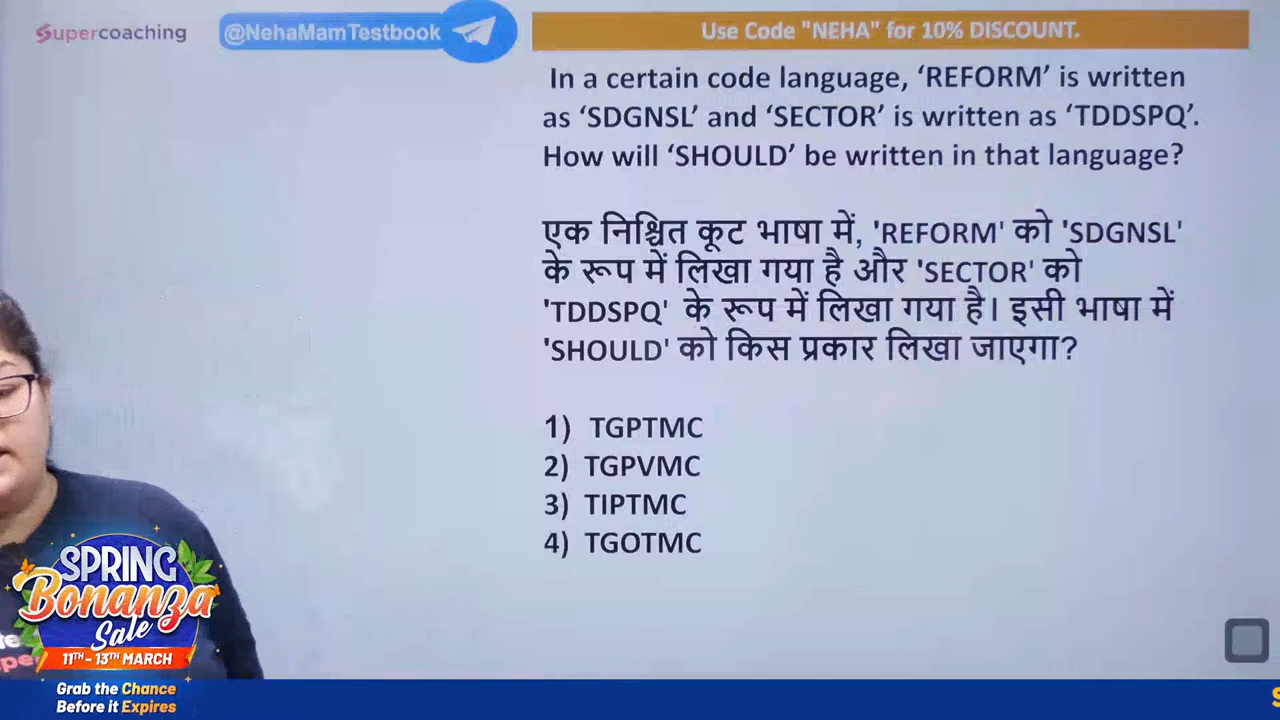 Supercoaching
@NehaMamTestbook
Use Code "NEHA" for 10% DISCOUNT.
In a certain code language, ‘REFORM’ is written
as ‘SDGNSL’ and ‘SECTOR’ is written as ‘TDDSPQ’.
How will ‘SHOULD’ be written in that language?
एक निश्चित कूट भाषा में, 'REFORM' को 'SDGNSL'
के रूप में लिखा गया है और 'SECTOR' को
'TDDSPQ' के रूप में लिखा गया है। इसी भाषा में
'SHOULD' को किस प्रकार लिखा जाएगा?
1) TGPTMC
2) TGPVMC
3) TIPTMC
4) TGOTMC
SPRING
Bonanza
Sale
11TH - 13TH MARCH
Grab the Chance
Before it Expires